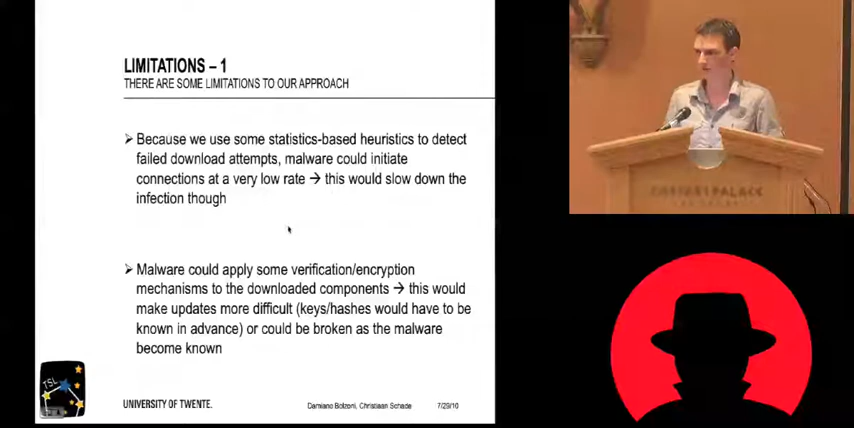 LIMITATIONS – 1
THERE ARE SOME LIMITATIONS TO OUR APPROACH
➢ Because we use some statistics-based heuristics to detect
failed download attempts, malware could initiate
connections at a very low rate → this would slow down the
infection though
➢ Malware could apply some verification/encryption
mechanisms to the downloaded components → this would
make updates more difficult (keys/hashes would have to be
known in advance) or could be broken as the malware
become known
TSL
UNIVERSITY OF TWENTE.
Damiano Bolzoni, Christiaan Schade
7/29/10
CAESARS PALACE